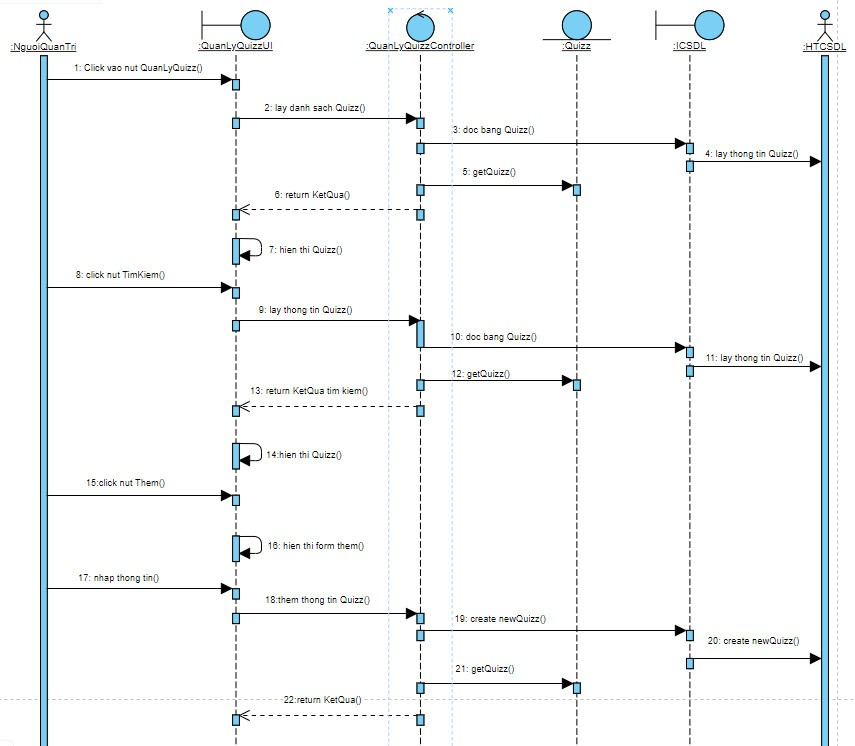 :NguoiQuanTri
:QuanLyQuizzUI
:QuanLyQuizzController
:Quizz
:ICSDL
:HTCSDL
1: Click vao nut QuanLyQuizz()
2: lay danh sach Quizz()
3: doc bang Quizz()
4: lay thong tin Quizz()
5: getQuizz()
6: return KetQua()
7: hien thi Quizz()
8: click nut TimKiem()
9: lay thong tin Quizz()
10: doc bang Quizz()
11: lay thong tin Quizz()
12: getQuizz()
13: return KetQua tim kiem()
14:hien thi Quizz()
15:click nut Them()
16: hien thi form them()
17: nhap thong tin()
18:them thong tin Quizz()
19: create newQuizz()
20: create newQuizz()
21: getQuizz()
22:return KetQua()